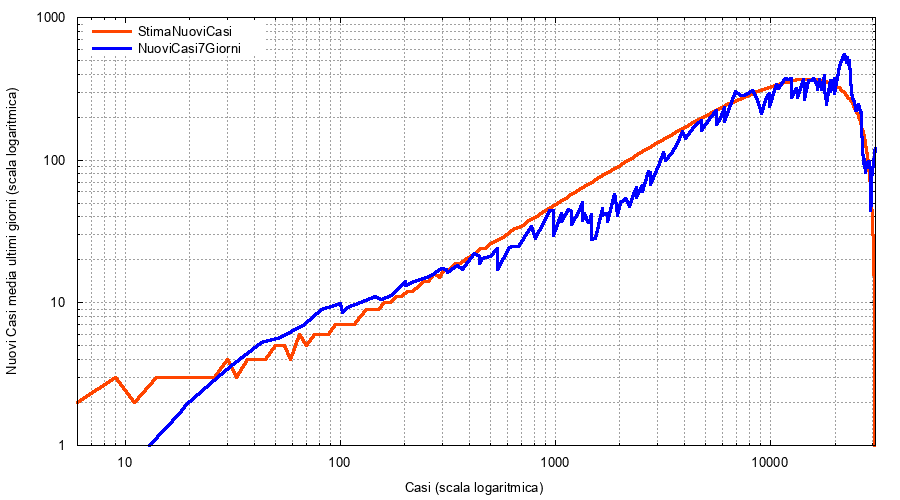 1000
StimaNuoviCasi
NuoviCasi7Giorni
100
10
1
10
100
1000
10000
Nuovi Casi media ultimi giorni (scala logaritmica)
Casi (scala logaritmica)